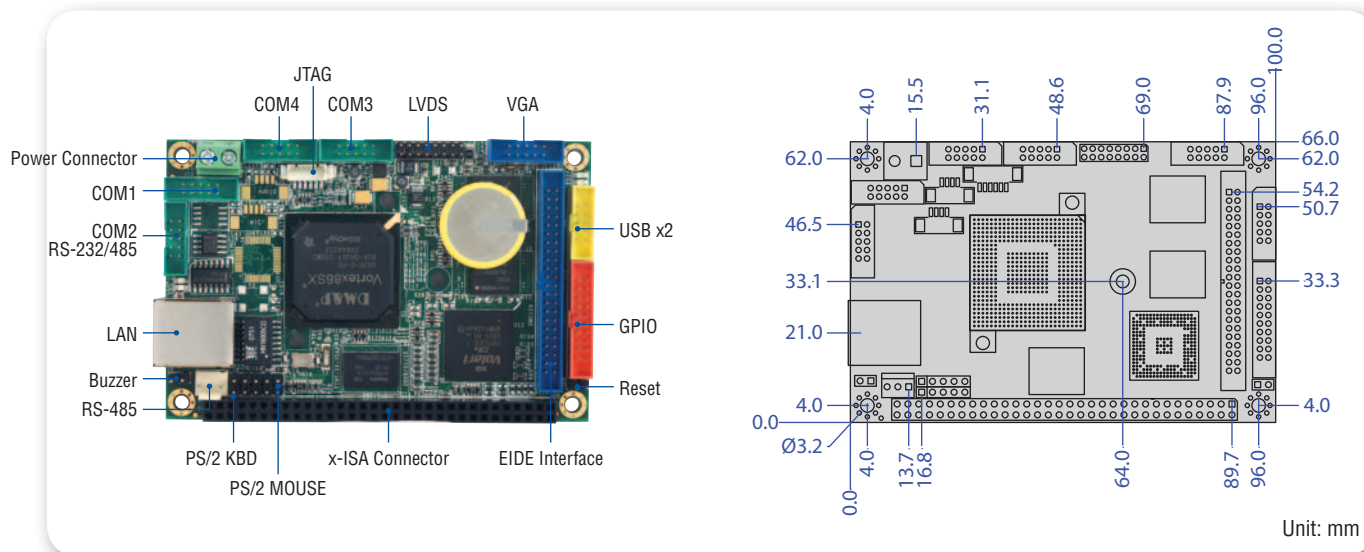 JTAG
COM4
COM3
LVDS
VGA
Power Connector
COM1
COM2
RS-232/485
LAN
Buzzer
RS-485
PS/2 KBD
PS/2 MOUSE
x-ISA Connector
EIDE Interface
USB x2
GPIO
Reset
DM&P
Vortex86SX
4.0
15.5
31.1
48.6
69.0
87.9
96.0
100.0
62.0
46.5
33.1
21.0
4.0
0.0
Ø3.2
66.0
62.0
54.2
50.7
33.3
4.0
0.0
4.0
13.7
16.8
64.0
89.7
96.0
Unit: mm